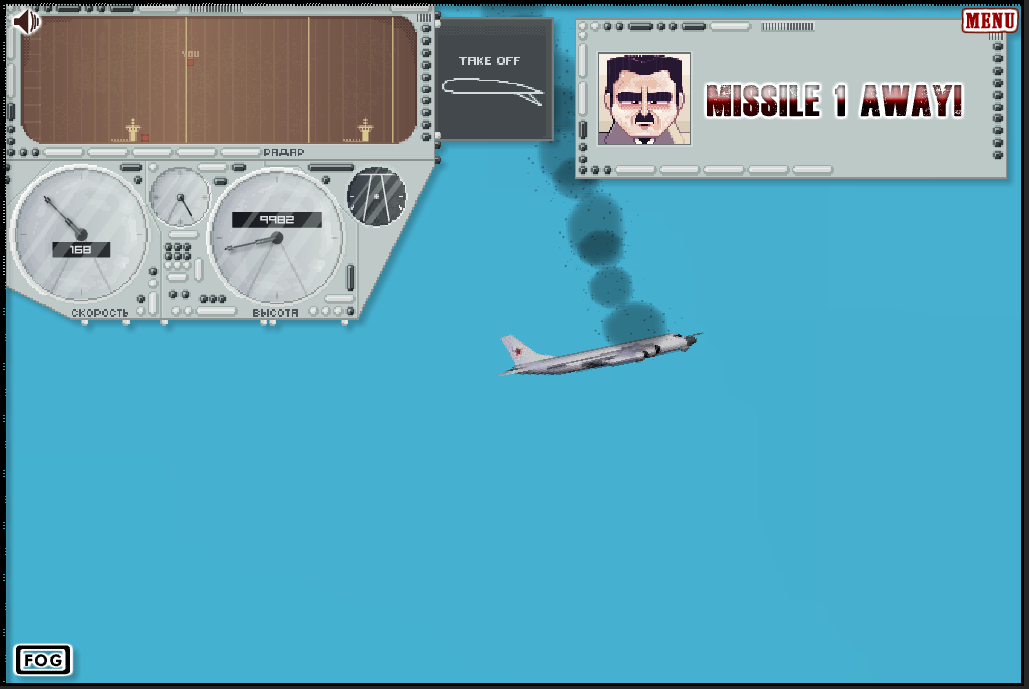 YOU
TAKE OFF
MENU
MISSILE 1 AWAY!
РАДАР
168
9982
СКОРОСТЬ
ВЫСОТА
FOG